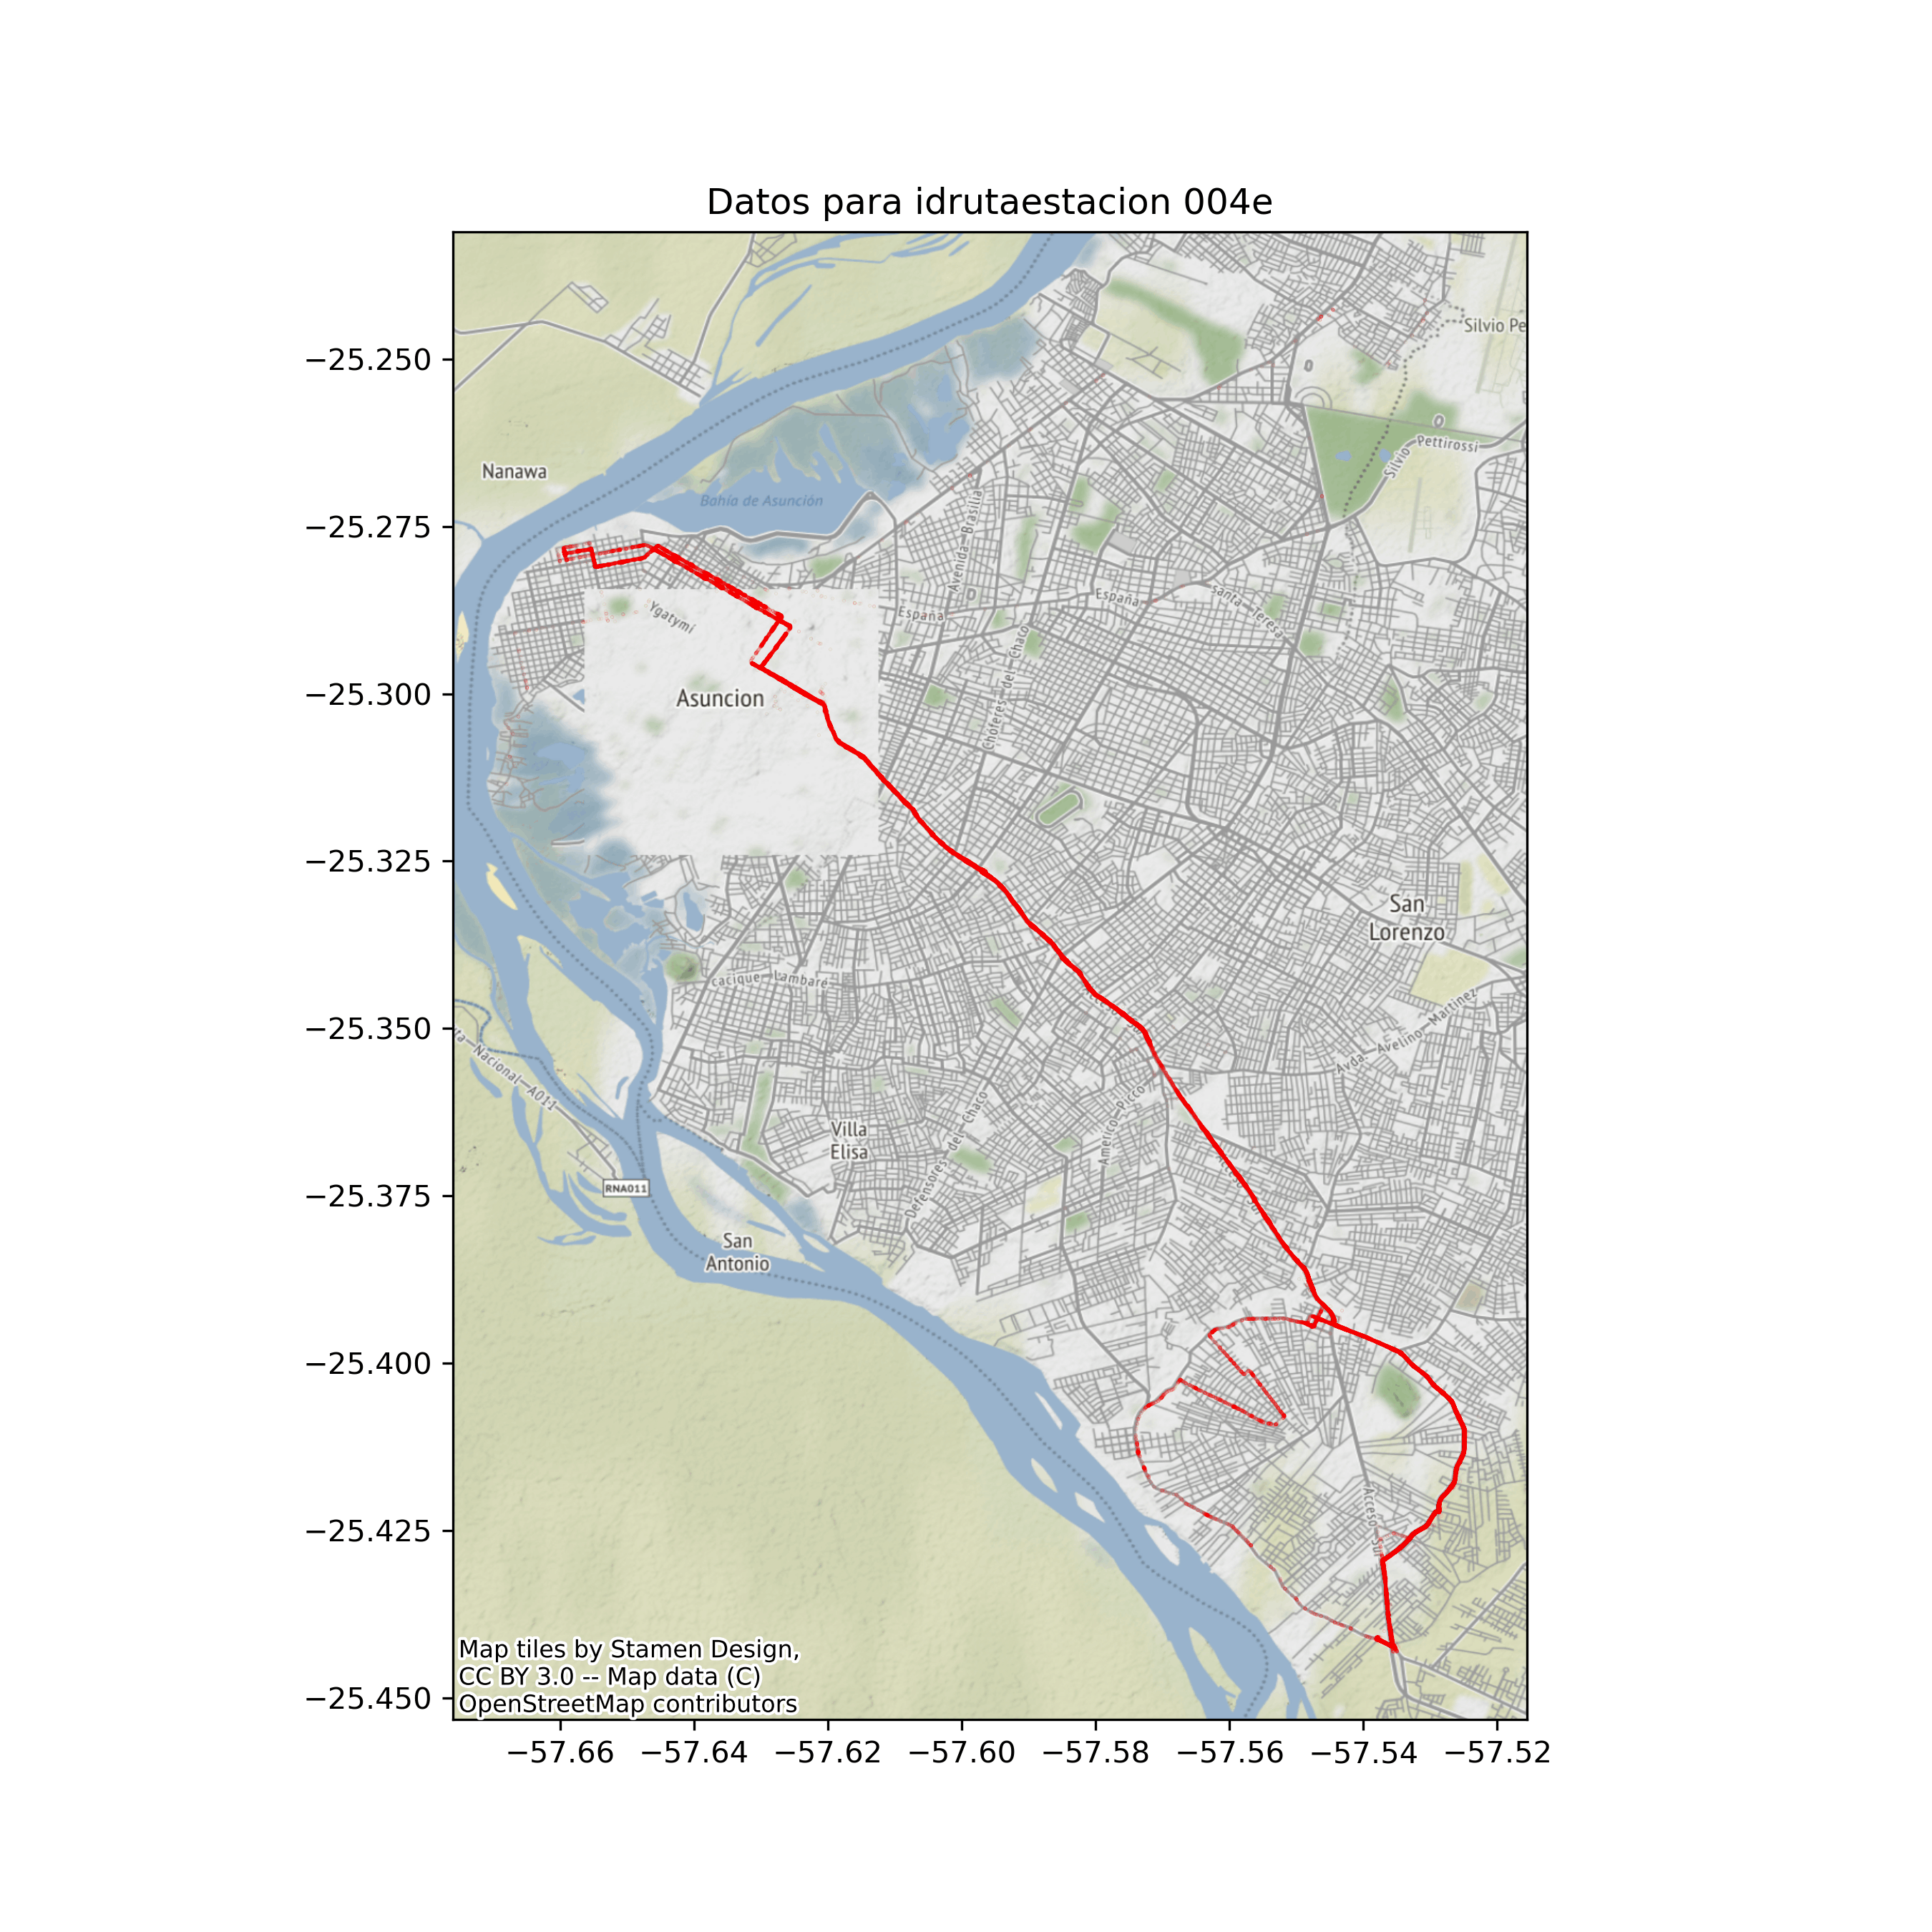 Datos para idrutaestacion 004e
−25.250
−25.275
−25.300
−25.325
−25.350
−25.375
−25.400
−25.425
−25.450
Silvio Pe
Pettirossi
Silvio
Nanawa
Bahía de Asunción
Avenida Brasilia
España
España
santa Teresa
Ygatymi
Choferes del Chaco
Asuncion
San
Lorenzo
cacique Lambaré
Avda. Avelino Martinez
Nacional A011
Americo Picco
Villa
Elisa
Defensores del Chaco
RNA011
San
Antonio
Acceso Sur
Map tiles by Stamen Design,
CC BY 3.0 -- Map data (C)
OpenStreetMap contributors
−57.66 −57.64 −57.62 −57.60 −57.58 −57.56 −57.54 −57.52